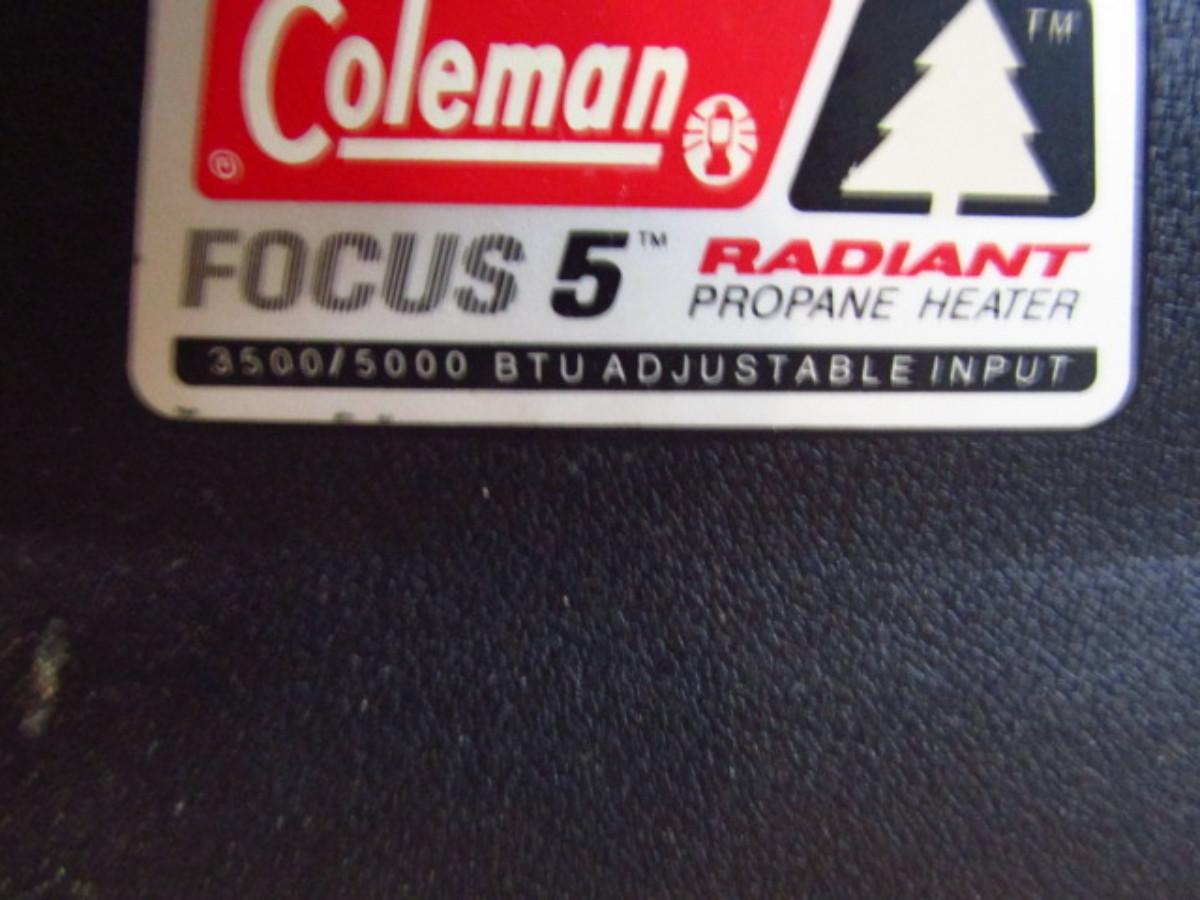 Coleman
®
TM
FOCUS 5™ RADIANT
PROPANE HEATER
3500/5000 BTU ADJUSTABLE INPUT